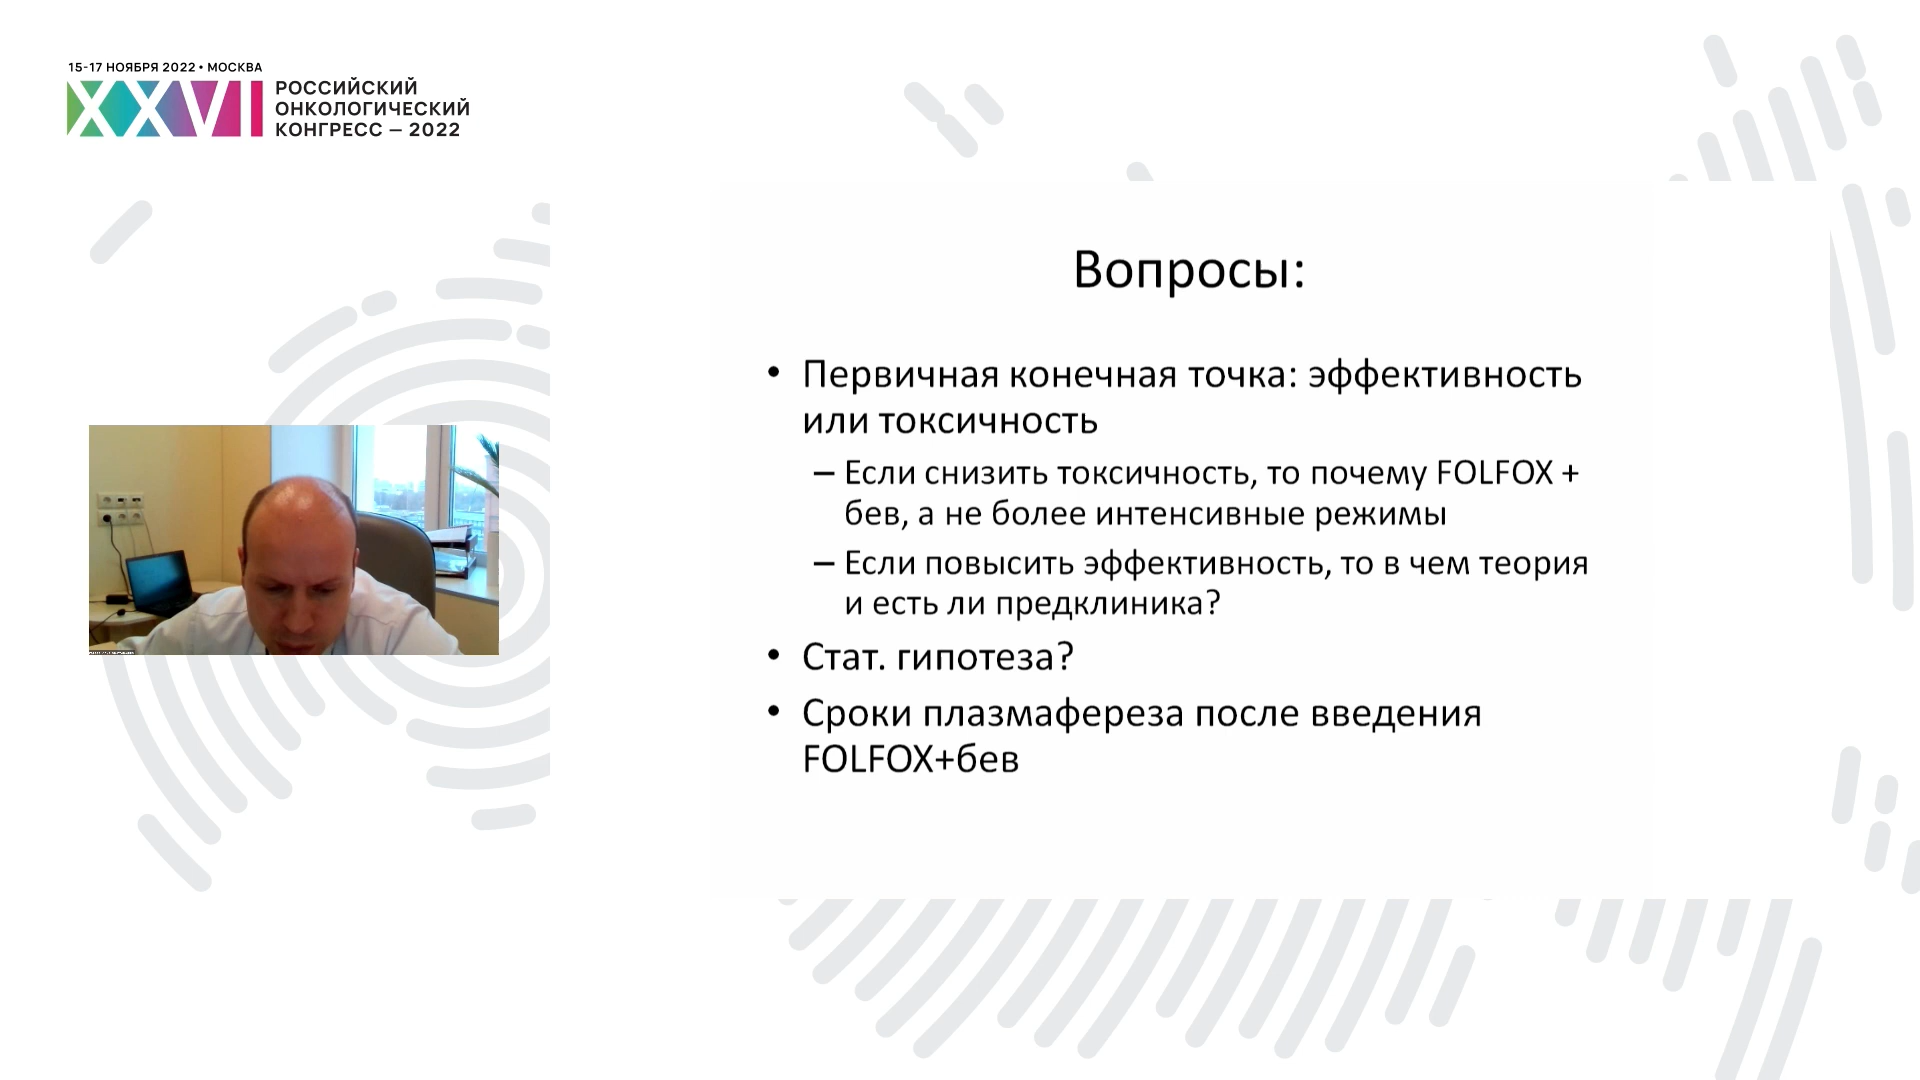 15-17 НОЯБРЯ 2022 • МОСКВА
XXVI
РОССИЙСКИЙ
ОНКОЛОГИЧЕСКИЙ
КОНГРЕСС – 2022
Вопросы:
• Первичная конечная точка: эффективность
или токсичность
– Если снизить токсичность, то почему FOLFOX +
бев, а не более интенсивные режимы
– Если повысить эффективность, то в чем теория
и есть ли предклиника?
• Стат. гипотеза?
• Сроки плазмафереза после введения
FOLFOX+бев